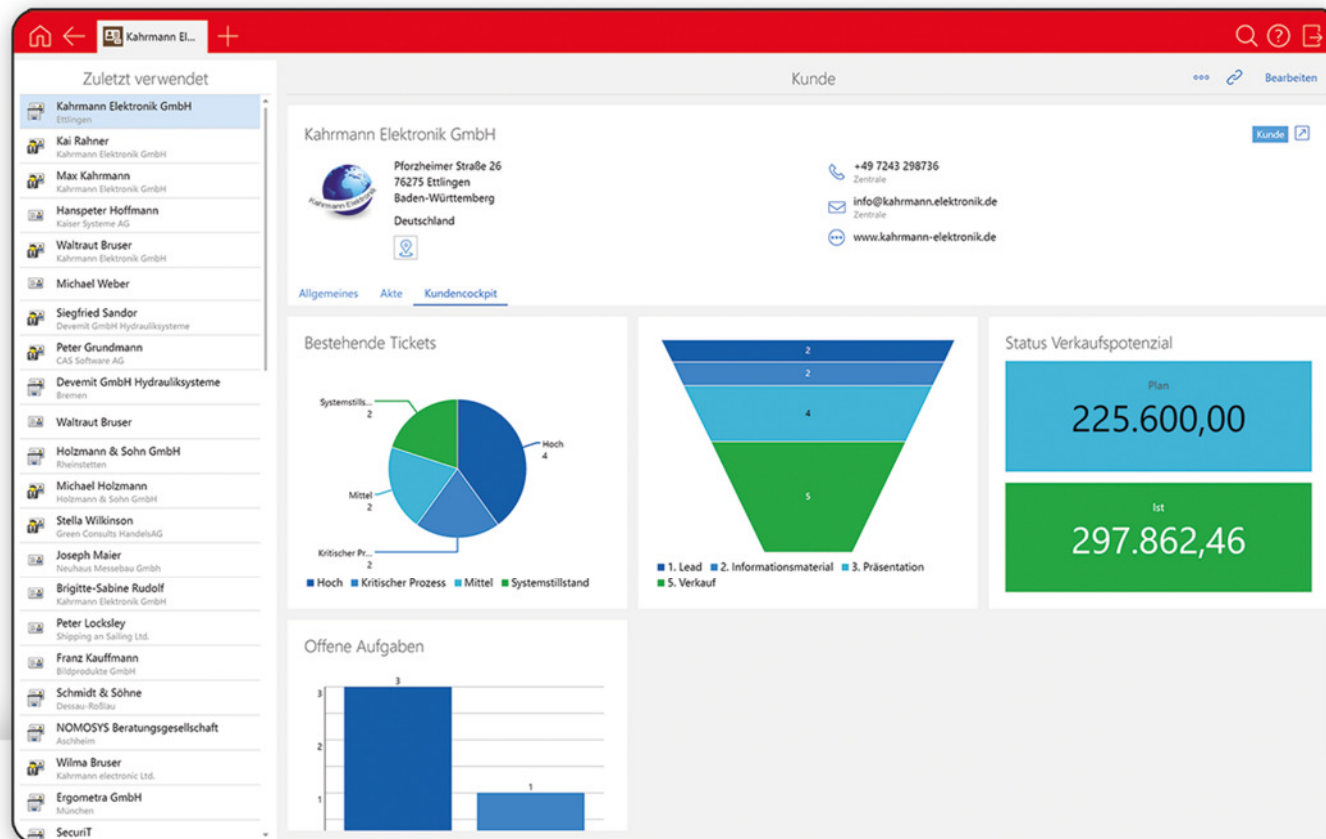 Kahrmann El...
Zuletzt verwendet
Kahrmann Elektronik GmbH
Ettlingen
Kai Rahner
Kahrmann Elektronik GmbH
Max Kahrmann
Kahrmann Elektronik GmbH
Hanspeter Hoffmann
Kaiser Systeme AG
Waltraut Bruser
Kahrmann Elektronik GmbH
Michael Weber
Siegfried Sandor
Devemit GmbH Hydrauliksysteme
Peter Grundmann
CAS Software AG
Devemit GmbH Hydrauliksysteme
Bremen
Waltraut Bruser
Holzmann & Sohn GmbH
Rheinstetten
Michael Holzmann
Holzmann & Sohn GmbH
Stella Wilkinson
Green Consults HandelsAG
Joseph Maier
Neuhaus Messebau Gmbh
Brigitte-Sabine Rudolf
Kahrmann Elektronik GmbH
Peter Locksley
Shipping an Sailing Ltd.
Franz Kauffmann
Bildprodukte GmbH
Schmidt & Söhne
Dessau-Roßlau
NOMOSYS Beratungsgesellschaft
Aschheim
Wilma Bruser
Kahrmann electronic Ltd.
Ergometra GmbH
München
SecuriT
Kunde
Bearbeiten
Kahrmann Elektronik GmbH
Kunde
Kahrmann Elektronik
Pforzheimer Straße 26
76275 Ettlingen
Baden-Württemberg
Deutschland
+49 7243 298736
Zentrale
info@kahrmann.elektronik.de
Zentrale
www.kahrmann-elektronik.de
Allgemeines Akte Kundencockpit
Bestehende Tickets
Systemstills...
2
Hoch
4
Mittel
2
Kritischer Pr...
2
Hoch Kritischer Prozess Mittel Systemstillstand
2
2
4
5
1. Lead 2. Informationsmaterial 3. Präsentation
5. Verkauf
Status Verkaufspotenzial
Plan
225.600,00
Ist
297.862,46
Offene Aufgaben
3
3
2
1
1